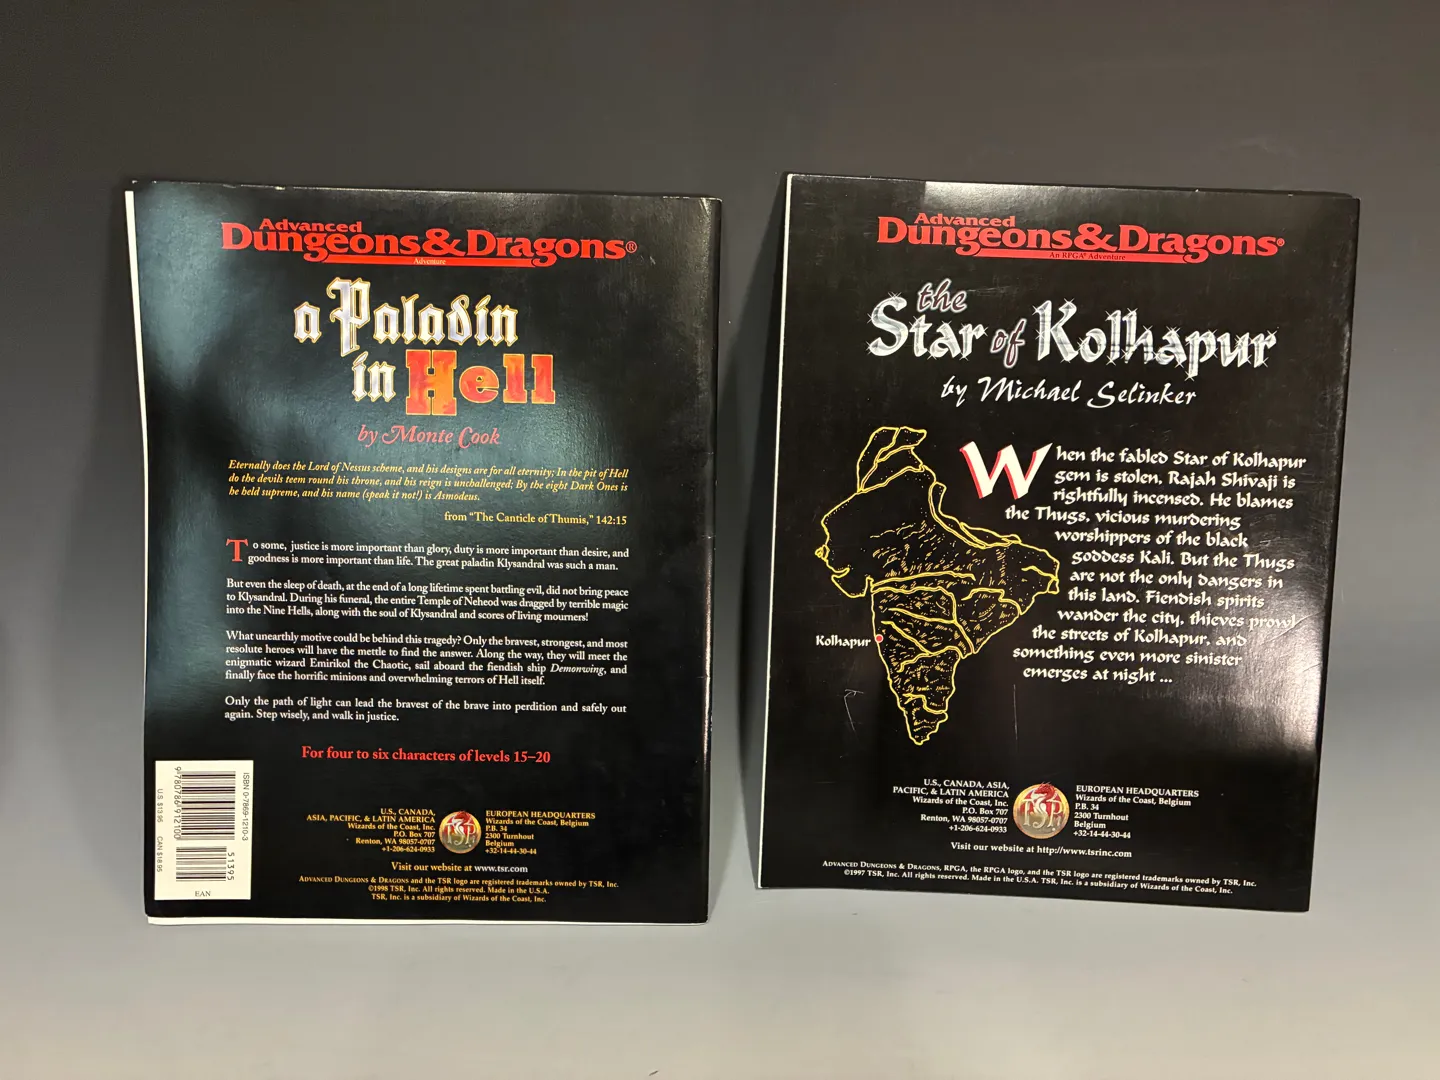 Advanced
Dungeons & Dragons®
Adventure
a Paladin
in Hell
by Monte Cook
Eternally does the Lord of Nessus scheme, and his designs are for all eternity; In the pit of Hell
do the devils teem round his throne, and his reign is unchallenged; By the eight Dark Ones is
he held supreme, and his name (speak it not!) is Asmodeus.
from "The Canticle of Thumis," 142:15
To some, justice is more important than glory, duty is more important than desire, and
goodness is more important than life. The great paladin Klysandral was such a man.
But even the sleep of death, at the end of a long lifetime spent battling evil, did not bring peace
to Klysandral. During his funeral, the entire Temple of Neheod was dragged by terrible magic
into the Nine Hells, along with the soul of Klysandral and scores of living mourners!
What unearthly motive could be behind this tragedy? Only the bravest, strongest, and most
resolute heroes will have the mettle to find the answer. Along the way, they will meet the
enigmatic wizard Emirikol the Chaotic, sail aboard the fiendish ship Demonwing, and
finally face the horrific minions and overwhelming terrors of Hell itself.
Only the path of light can lead the bravest of the brave into perdition and safely out
again. Step wisely, and walk in justice.
For four to six characters of levels 15–20
ISBN 0-7869-1210-3
9 780786 912100
51395
U.S. $13.95 CAN $18.95
EAN
U.S., CANADA,
ASIA, PACIFIC, & LATIN AMERICA
Wizards of the Coast, Inc.
P.O. Box 707
Renton, WA 98057-0707
+1-206-624-0933
TSR
EUROPEAN HEADQUARTERS
Wizards of the Coast, Belgium
P.B. 34
2300 Turnhout
Belgium
+32-14-44-30-44
Visit our website at www.tsr.com
ADVANCED DUNGEONS & DRAGONS and the TSR logo are registered trademarks owned by TSR, Inc.
©1998 TSR, Inc. All rights reserved. Made in the U.S.A.
TSR, Inc. is a subsidiary of Wizards of the Coast, Inc.
Advanced
Dungeons & Dragons®
An RPGA® Adventure
the
Star of Kolhapur
by Michael Selinker
When the fabled Star of Kolhapur
gem is stolen, Rajah Shivaji is
rightfully incensed. He blames
the Thugs, vicious murdering
worshippers of the black
goddess Kali. But the Thugs
are not the only dangers in
this land. Fiendish spirits
wander the city, thieves prowl
the streets of Kolhapur, and
something even more sinister
emerges at night ...
Kolhapur
U.S., CANADA, ASIA,
PACIFIC, & LATIN AMERICA
Wizards of the Coast, Inc.
P.O. Box 707
Renton, WA 98057-0707
+1-206-624-0933
TSR
EUROPEAN HEADQUARTERS
Wizards of the Coast, Belgium
P.B. 34
2300 Turnhout
Belgium
+32-14-44-30-44
Visit our website at http://www.tsrinc.com
ADVANCED DUNGEONS & DRAGONS, RPGA, the RPGA logo, and the TSR logo are registered trademarks owned by TSR, Inc.
©1997 TSR, Inc. All rights reserved. Made in the U.S.A. TSR, Inc. is a subsidiary of Wizards of the Coast, Inc.